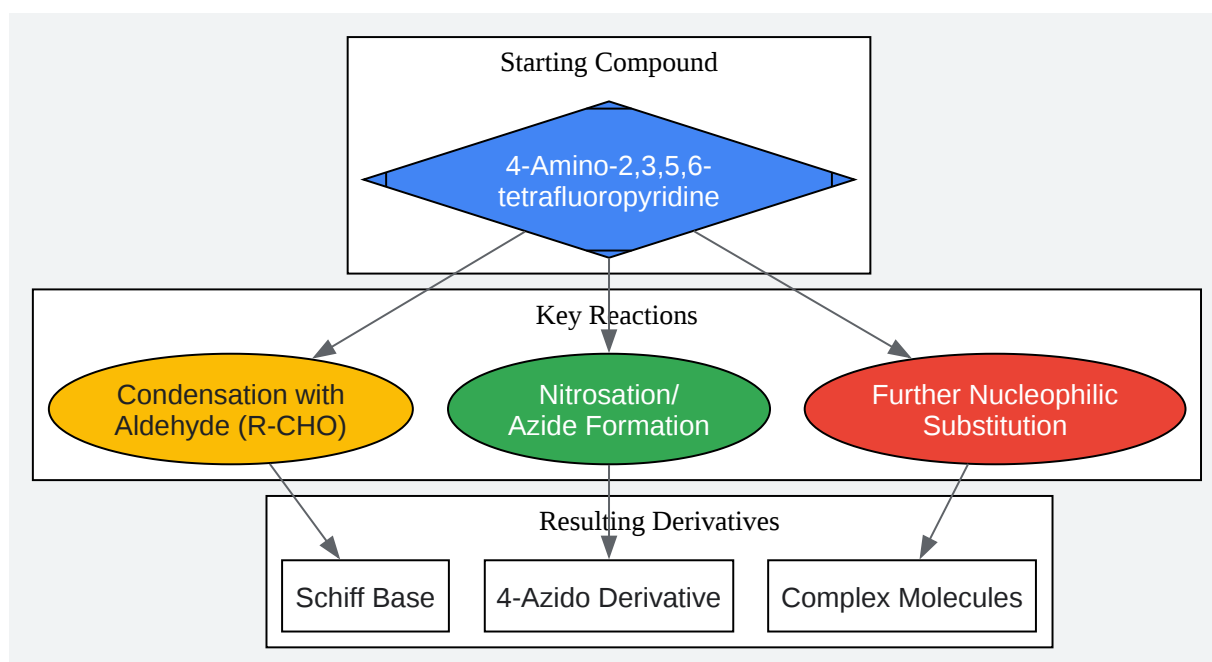 Starting Compound
4-Amino-2,3,5,6-
tetrafluoropyridine
Key Reactions
Condensation with
Aldehyde (R-CHO)
Nitrosation/
Azide Formation
Further Nucleophilic
Substitution
Resulting Derivatives
Schiff Base
4-Azido Derivative
Complex Molecules